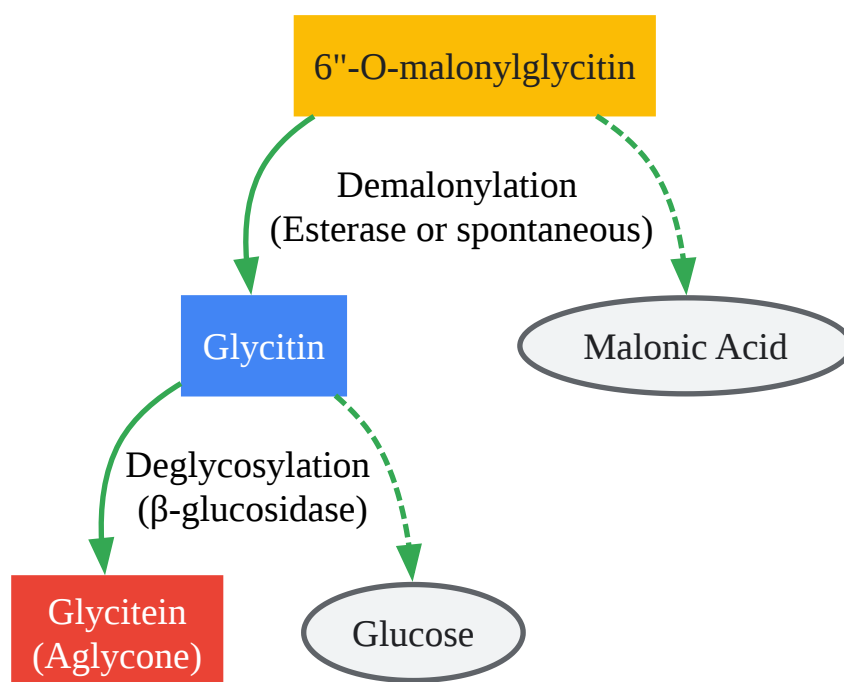 6"-O-malonylglycitin
Demalonylation
(Esterase or spontaneous)
Glycitin
Malonic Acid
Deglycosylation
(β-glucosidase)
Glycitein
(Aglycone)
Glucose